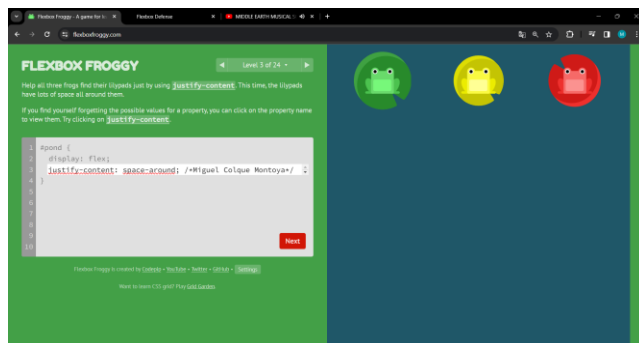 Flexbox Froggy - A game for le
Flexbox Defense
MIDDLE EARTH MUSICAL
flexboxfroggy.com
FLEXBOX FROGGY
Level 3 of 24
Help all three frogs find their lilypads just by using justify-content. This time, the lilypads
have lots of space all around them.
If you find yourself forgetting the possible values for a property, you can click on the property name
to view them. Try clicking on justify-content.
1 #pond {
2 display: flex;
3 justify-content: space-around; /*Miguel Colque Montoya*/
4 }
5
6
7
8
9
10
Next
Flexbox Froggy is created by Codepip • YouTube • Twitter • GitHub • Settings
Want to learn CSS grid? Play Grid Garden.